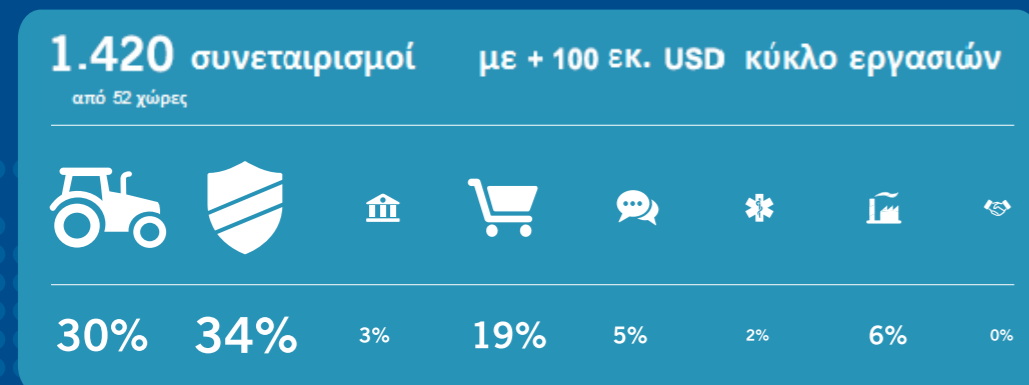 1.420 συνεταιρισμοί με + 100 εκ. USD κύκλο εργασιών
από 52 χώρες
30% 34% 3% 19% 5% 2% 6% 0%